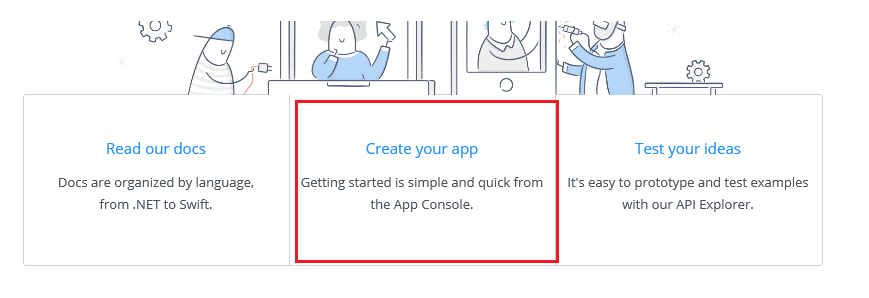 Read our docs
Docs are organized by language,
from .NET to Swift.
Create your app
Getting started is simple and quick from
the App Console.
Test your ideas
It's easy to prototype and test examples
with our API Explorer.